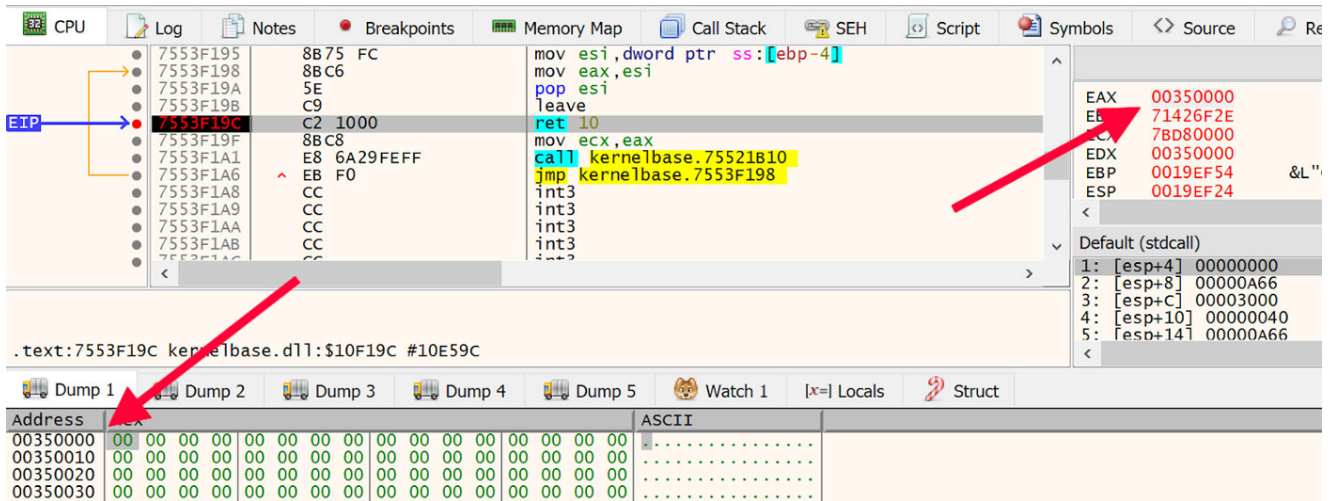 CPU Log Notes Breakpoints Memory Map Call Stack SEH Script Symbols Source Re
7553F195 8B75 FC mov esi,dword ptr ss:[ebp-4]
7553F198 8BC6 mov eax,esi
7553F19A 5E pop esi
7553F19B C9 leave
EIP 7553F19C C2 1000 ret 10
7553F19F 8BC8 mov ecx,eax
7553F1A1 E8 6A29FEFF call kernelbase.75521B10
7553F1A6 ^ EB F0 jmp kernelbase.7553F198
7553F1A8 CC int3
7553F1A9 CC int3
7553F1AA CC int3
7553F1AB CC int3
EAX 00350000
71426F2E
7BD80000
EDX 00350000
EBP 0019EF54 &L"
ESP 0019EF24
Default (stdcall)
1: [esp+4] 00000000
2: [esp+8] 00000A66
3: [esp+C] 00003000
4: [esp+10] 00000040
5: [esp+14] 00000A66
.text:7553F19C kernelbase.dll:$10F19C #10E59C
Dump 1 Dump 2 Dump 3 Dump 4 Dump 5 Watch 1 [x=] Locals Struct
Address Hex ASCII
00350000 00 00 00 00 00 00 00 00 00 00 00 00 00 00 00 00 ................
00350010 00 00 00 00 00 00 00 00 00 00 00 00 00 00 00 00 ................
00350020 00 00 00 00 00 00 00 00 00 00 00 00 00 00 00 00 ................
00350030 00 00 00 00 00 00 00 00 00 00 00 00 00 00 00 00 ................